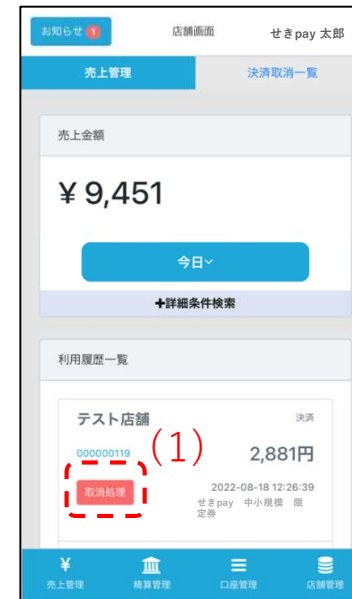 お知らせ 1 店舗画面 せきpay 太郎
売上管理 決済取消一覧
売上金額
¥ 9,451
今日
+詳細条件検索
利用履歴一覧
テスト店舗 決済
000000119 (1) 2,881円
取消処理 2022-08-18 12:26:39
せきpay 中小規模 限
定券
¥
売上管理 精算管理 口座管理 店舗管理